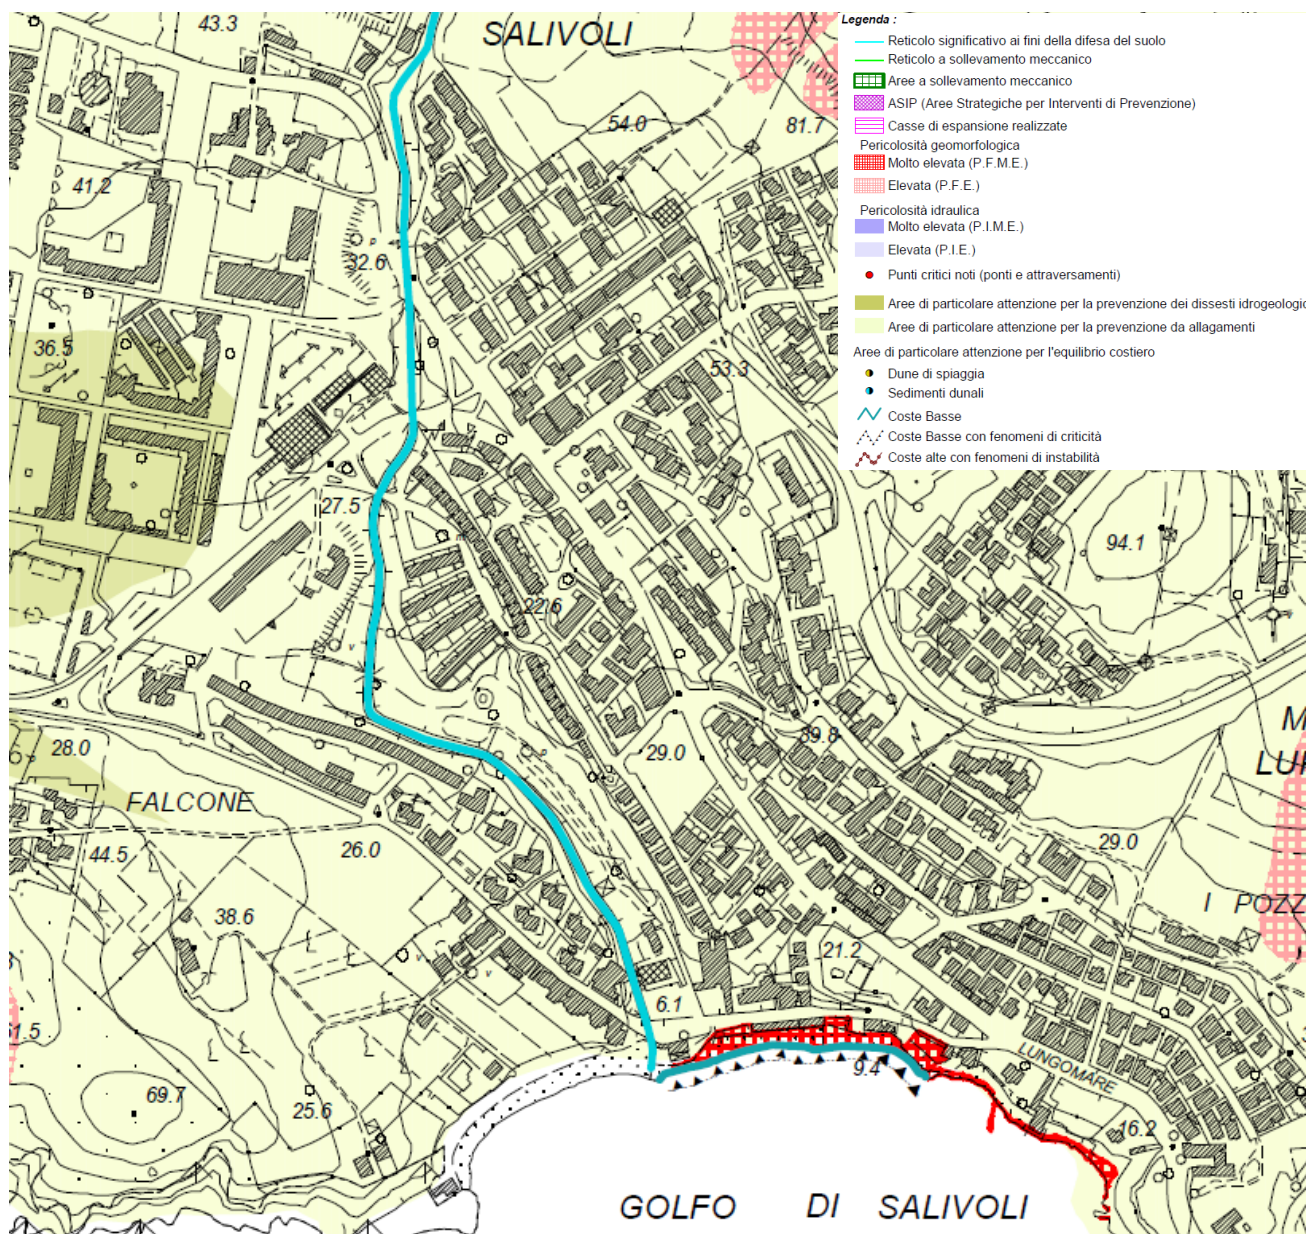 Legenda :
Reticolo significativo ai fini della difesa del suolo
Reticolo a sollevamento meccanico
Aree a sollevamento meccanico
ASIP (Aree Strategiche per Interventi di Prevenzione)
Casse di espansione realizzate
Pericolosità geomorfologica
Molto elevata (P.F.M.E.)
Elevata (P.F.E.)
Pericolosità idraulica
Molto elevata (P.I.M.E.)
Elevata (P.I.E.)
Punti critici noti (ponti e attraversamenti)
Aree di particolare attenzione per la prevenzione dei dissesti idrogeologic
Aree di particolare attenzione per la prevenzione da allagamenti
Aree di particolare attenzione per l'equilibrio costiero
Dune di spiaggia
Sedimenti dunali
Coste Basse
Coste Basse con fenomeni di criticità
Coste alte con fenomeni di instabilità
43.3
SALIVOLI
54.0
81.7
41.2
32.6
36.5
53.3
27.5
94.1
22.6
28.0
29.0
39.8
M
LU
FALCONE
44.5
26.0
29.0
38.6
I POZZ
21.2
6.1
51.5
LUNGOMARE
9.4
69.7
25.6
16.2
GOLFO DI SALIVOLI